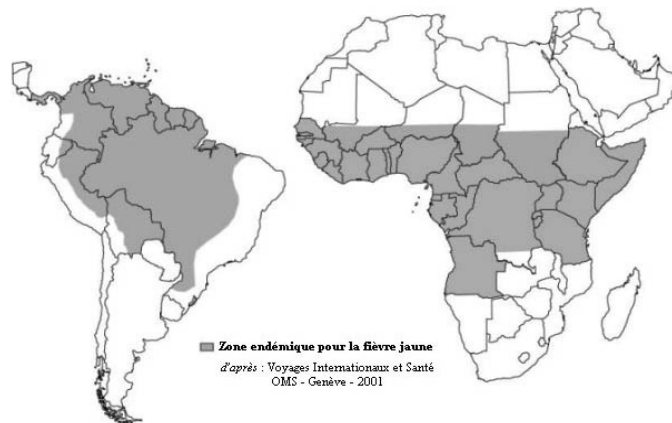 Zone endémique pour la fièvre jaune
d'après : Voyages Internationaux et Santé
OMS - Genève - 2001